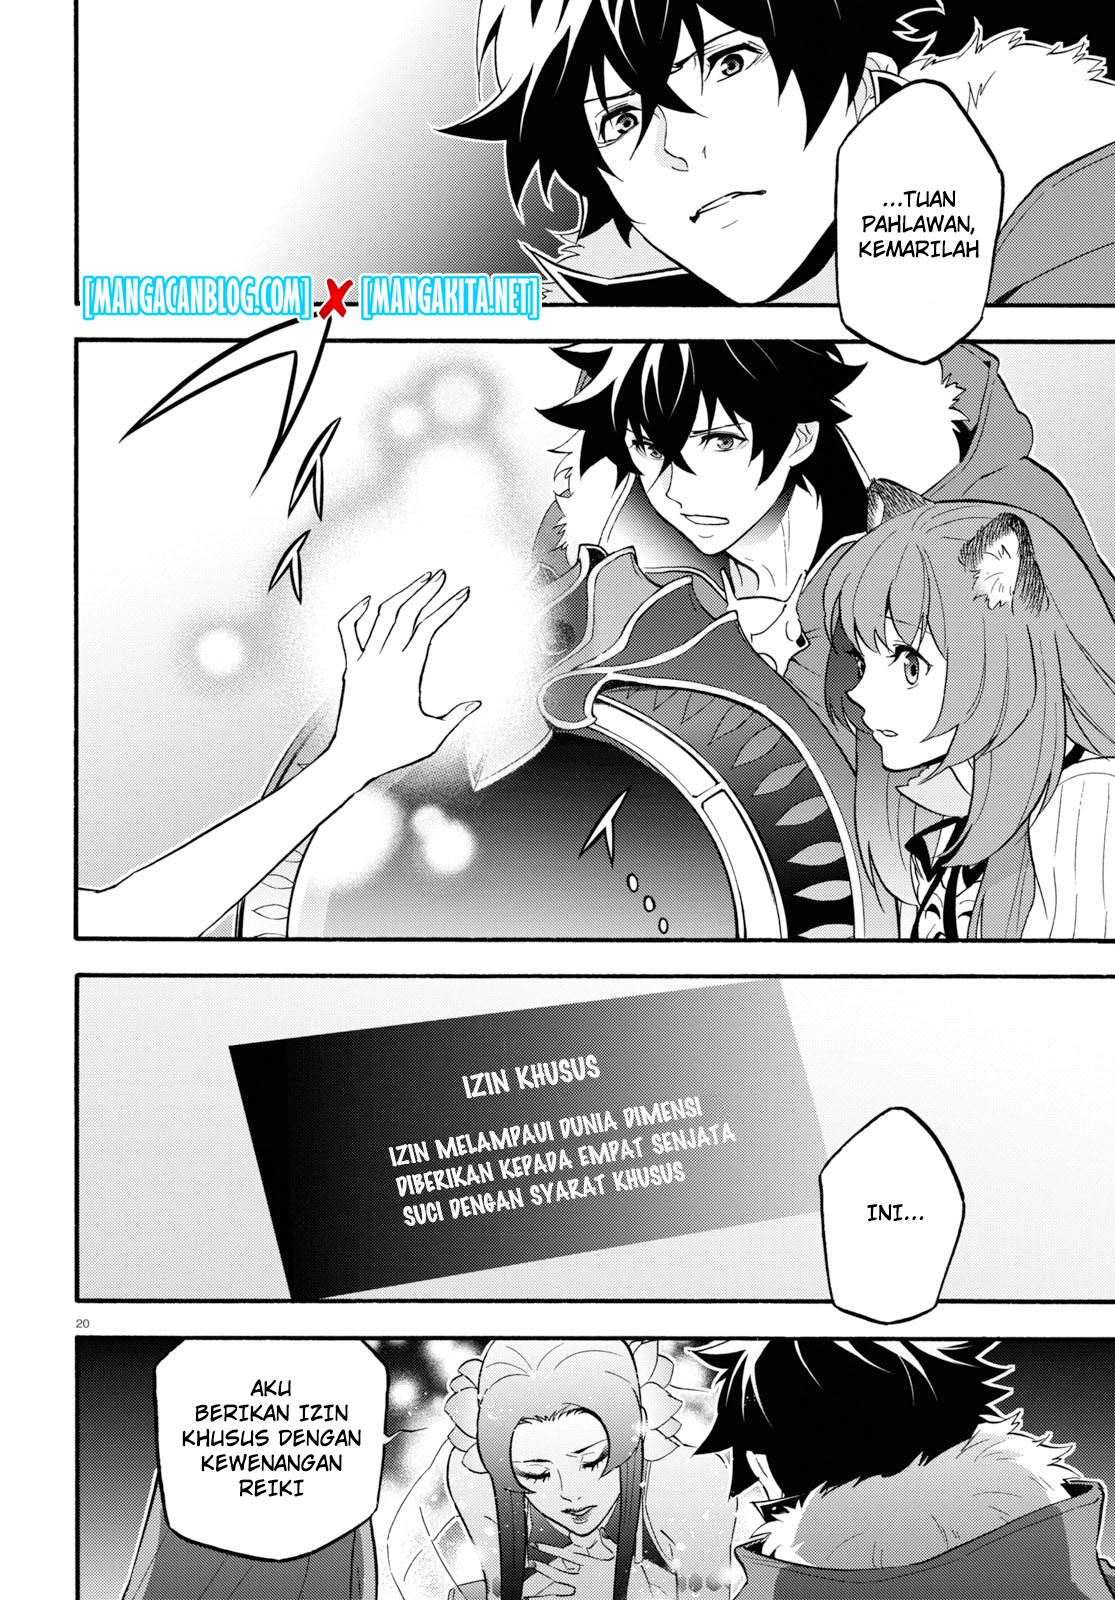 ...TUAN
PAHLAWAN,
KEMARILAH
[MANGACANBLOG.COM] X [MANGAKITA.NET]
IZIN KHUSUS
IZIN MELAMPAUI DUNIA DIMENSI
DIBERIKAN KEPADA EMPAT SENJATA
SUCI DENGAN SYARAT KHUSUS
INI...
20
AKU
BERIKAN IZIN
KHUSUS DENGAN
KEWENANGAN
REIKI